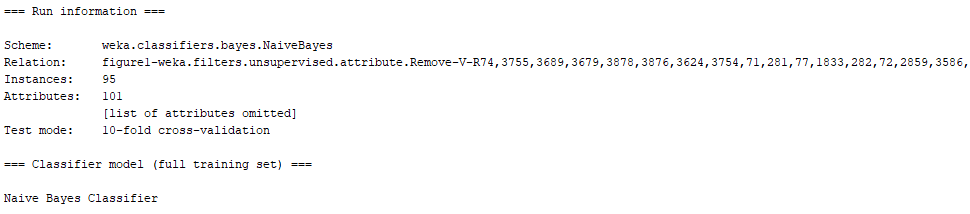 === Run information ===
Scheme: weka.classifiers.bayes.NaiveBayes
Relation: figure1-weka.filters.unsupervised.attribute.Remove-V-R74,3755,3689,3679,3878,3876,3624,3754,71,281,77,1833,282,72,2859,3586,
Instances: 95
Attributes: 101
[list of attributes omitted]
Test mode: 10-fold cross-validation
=== Classifier model (full training set) ===
Naive Bayes Classifier